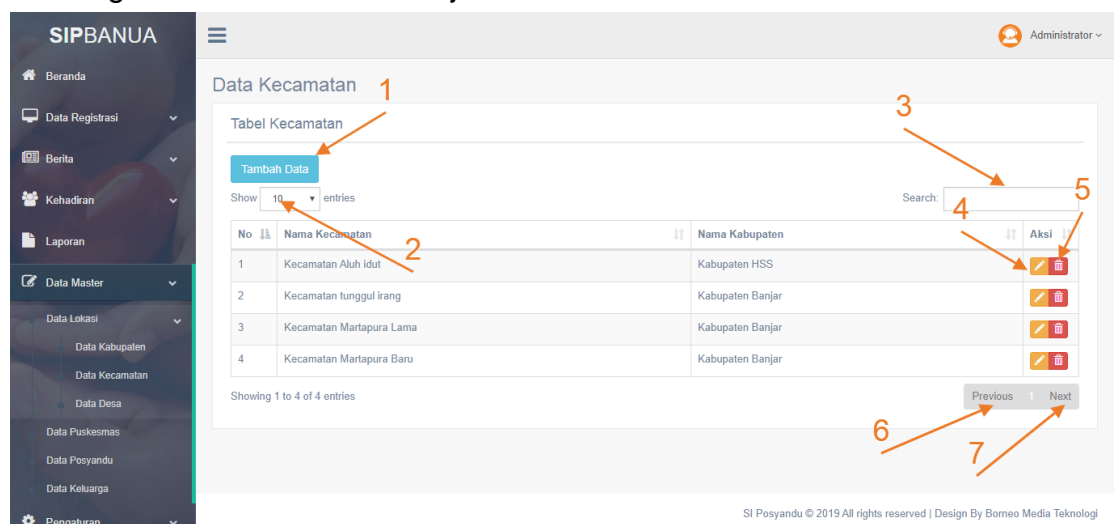 SIPBANUA
Administrator
Beranda
Data Registrasi
Berita
Kehadiran
Laporan
Data Master
Data Lokasi
Data Kabupaten
Data Kecamatan
Data Desa
Data Puskesmas
Data Posyandu
Data Keluarga
Pengaturan
Data Kecamatan
1
Tabel Kecamatan
3
Tambah Data
Show 10 entries
Search:
5
4
2
No Nama Kecamatan Nama Kabupaten Aksi
1 Kecamatan Aluh idut Kabupaten HSS
2 Kecamatan tunggul irang Kabupaten Banjar
3 Kecamatan Martapura Lama Kabupaten Banjar
4 Kecamatan Martapura Baru Kabupaten Banjar
Showing 1 to 4 of 4 entries
Previous 1 Next
6
7
SI Posyandu © 2019 All rights reserved | Design By Borneo Media Teknologi